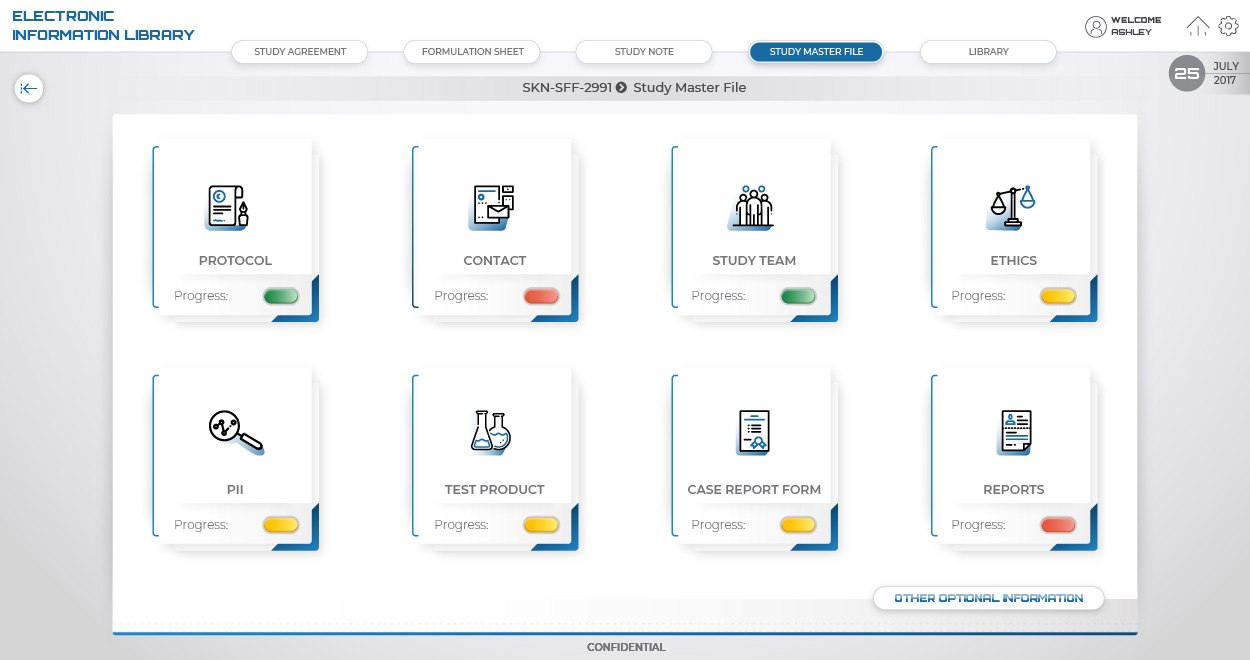 ELECTRONIC
INFORMATION LIBRARY
WELCOME
ASHLEY
STUDY AGREEMENT
FORMULATION SHEET
STUDY NOTE
STUDY MASTER FILE
LIBRARY
25
JULY
2017
SKN-SFF-2991 Study Master File
PROTOCOL
Progress:
CONTACT
Progress:
STUDY TEAM
Progress:
ETHICS
Progress:
PII
Progress:
TEST PRODUCT
Progress:
CASE REPORT FORM
Progress:
REPORTS
Progress:
OTHER OPTIONAL INFORMATION
CONFIDENTIAL